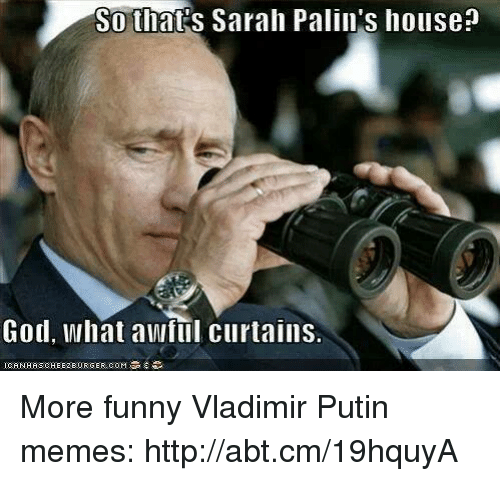 So that's Sarah Palin's house?
God, what awful curtains.
ICANHASCHEEZBURGER.COM
More funny Vladimir Putin
memes: http://abt.cm/19hquyA